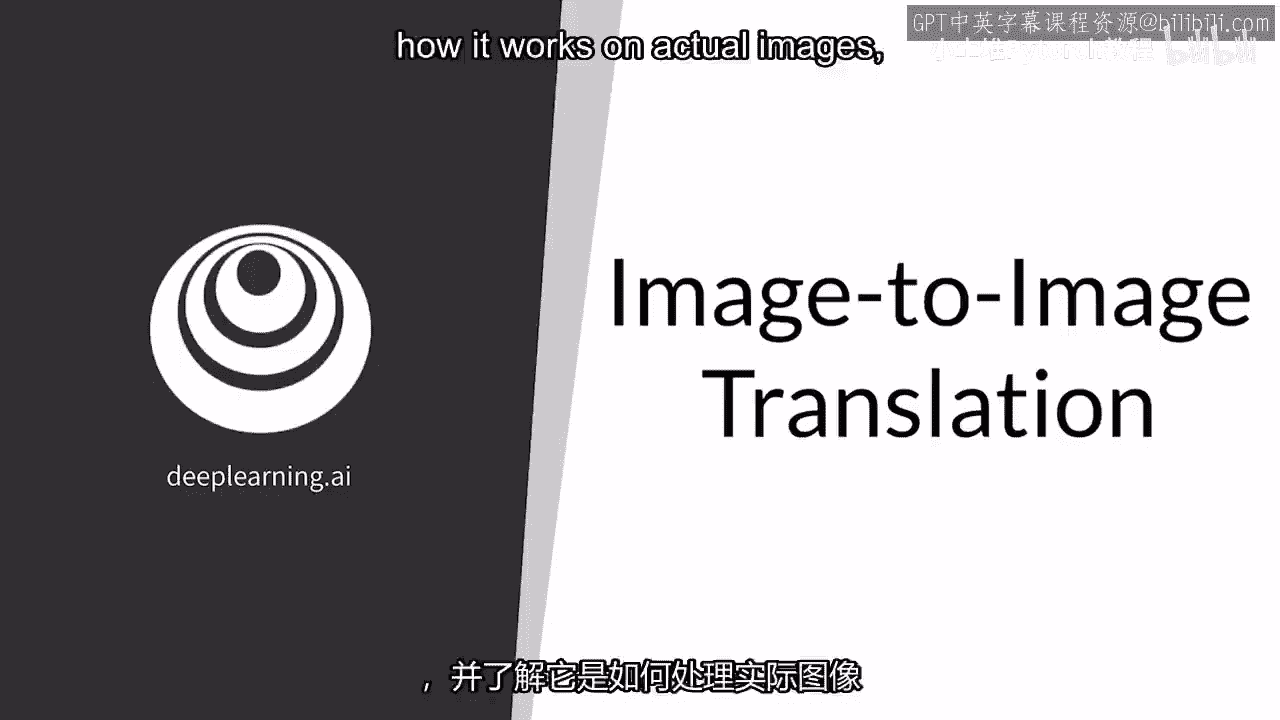 GPT中英字幕课程资源@bilibili.com
how it works on actual images,
bilibili
Image-to-Image
Translation
deeplearning.ai
，并了解它是如何处理实际图像